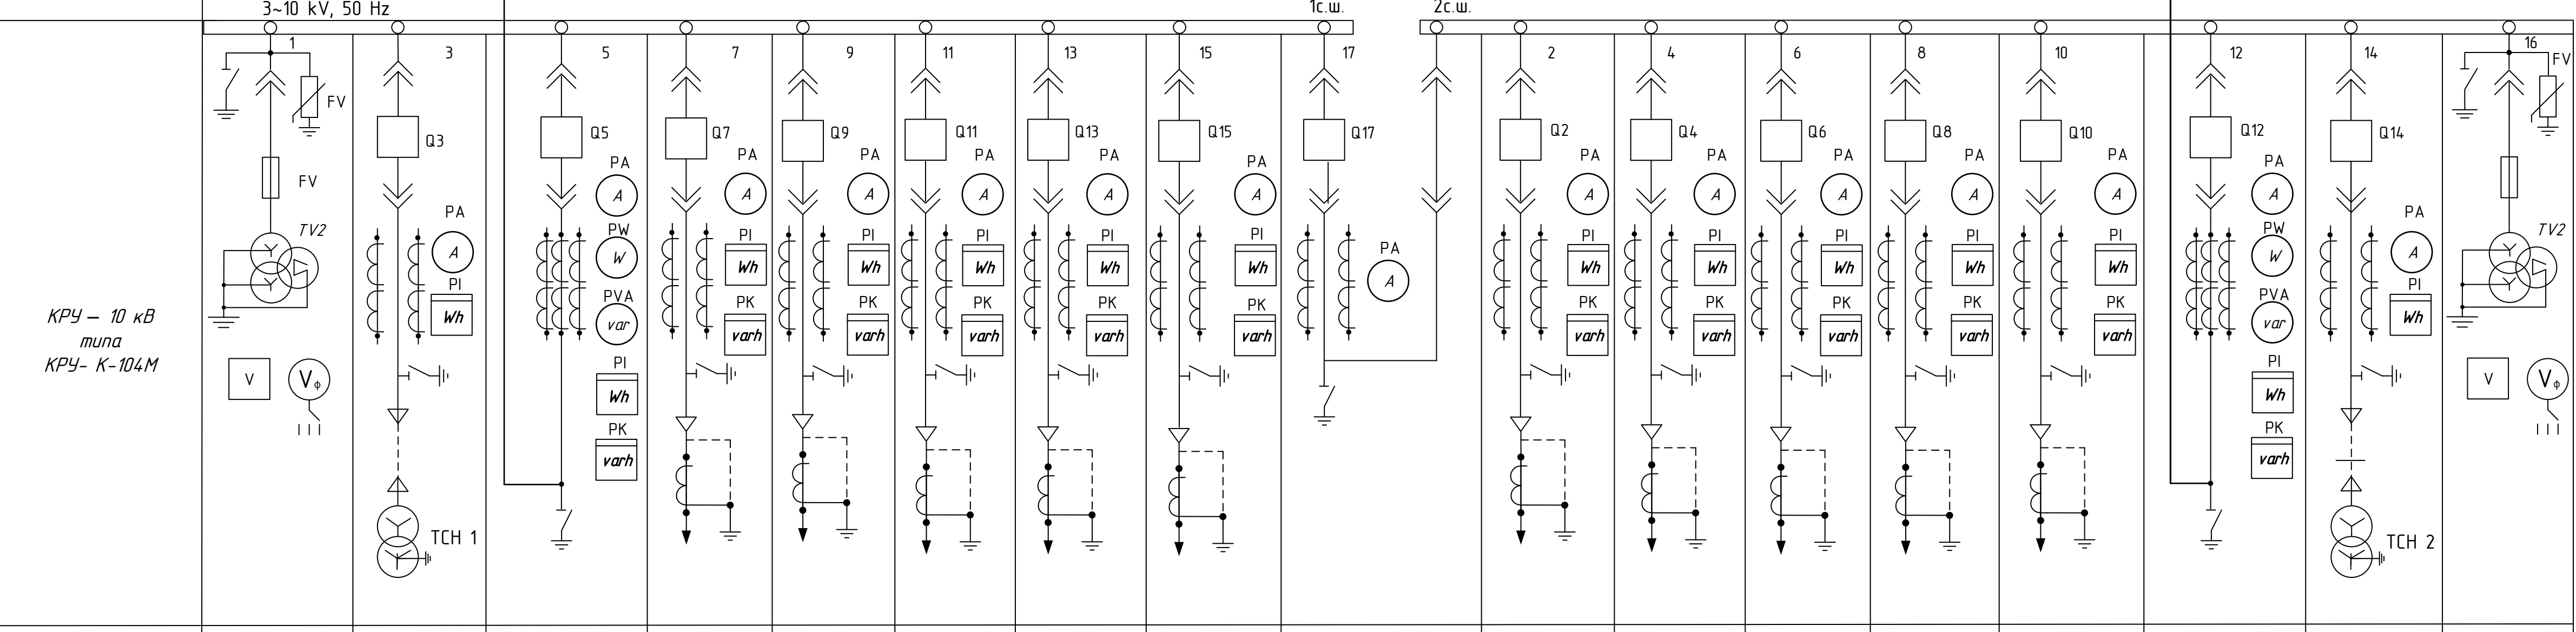 3~10 kV, 50 Hz
1с.ш.
2с.ш.
1
3
5
7
9
11
13
15
17
2
4
6
8
10
12
14
16
FV
FV
Q3
Q5
Q7
Q9
Q11
Q13
Q15
Q17
Q2
Q4
Q6
Q8
Q10
Q12
Q14
FV
TV2
PA
A
PI
Wh
PA
A
PW
W
PVA
var
PI
Wh
PK
varh
PA
A
PI
Wh
PK
varh
PA
A
PI
Wh
PK
varh
PA
A
PI
Wh
PK
varh
PA
A
PI
Wh
PK
varh
PA
A
PI
Wh
PK
varh
PA
A
PA
A
PI
Wh
PK
varh
PA
A
PI
Wh
PK
varh
PA
A
PI
Wh
PK
varh
PA
A
PI
Wh
PK
varh
PA
A
PI
Wh
PK
varh
PA
A
PW
W
PVA
var
PI
Wh
PK
varh
PA
A
PI
Wh
TV2
КРУ – 10 кВ
типа
КРУ- К-104М
V
Vф
V
Vф
ТСН 1
ТСН 2